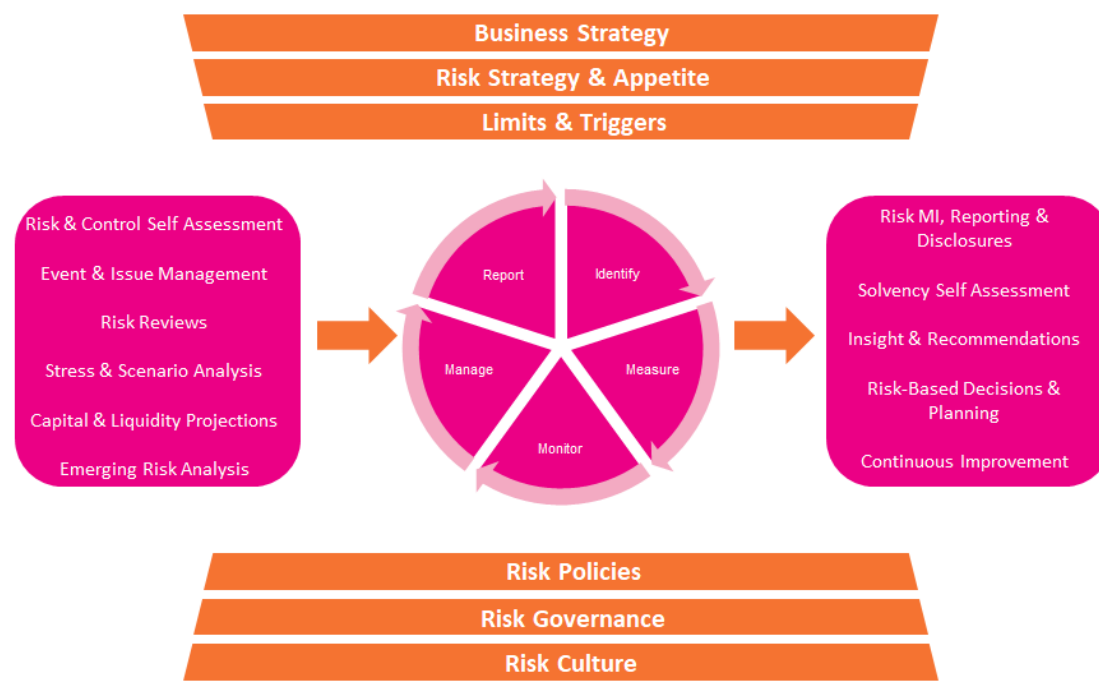 Business Strategy
Risk Strategy & Appetite
Limits & Triggers
Risk & Control Self Assessment
Event & Issue Management
Risk Reviews
Stress & Scenario Analysis
Capital & Liquidity Projections
Emerging Risk Analysis
Report
Identify
Manage
Measure
Monitor
Risk MI, Reporting &
Disclosures
Solvency Self Assessment
Insight & Recommendations
Risk-Based Decisions &
Planning
Continuous Improvement
Risk Policies
Risk Governance
Risk Culture